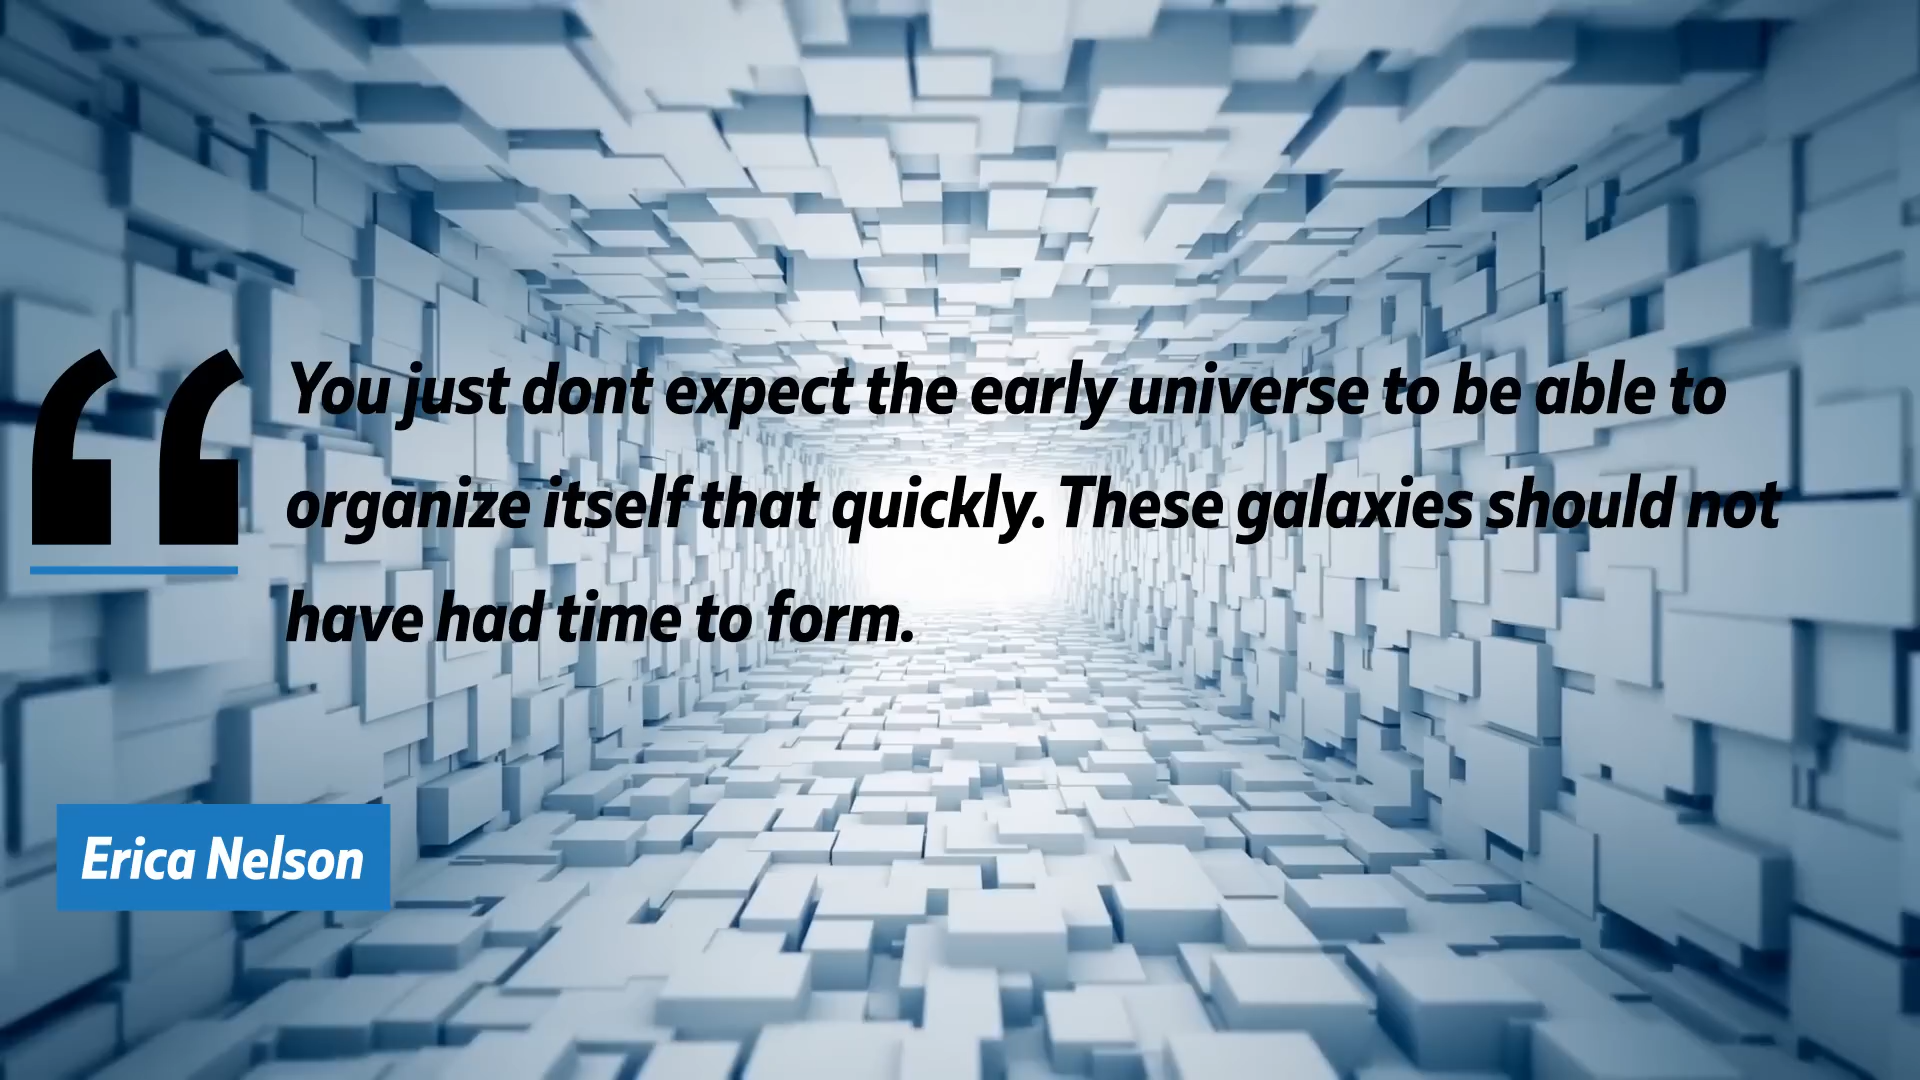 You just dont expect the early universe to be able to
organize itself that quickly. These galaxies should not
have had time to form.
Erica Nelson